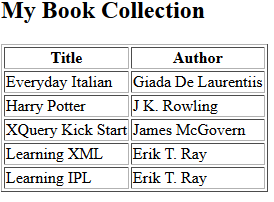 My Book Collection
Title Author
Everyday Italian Giada De Laurentiis
Harry Potter J K. Rowling
XQuery Kick Start James McGovern
Learning XML Erik T. Ray
Learning IPL Erik T. Ray